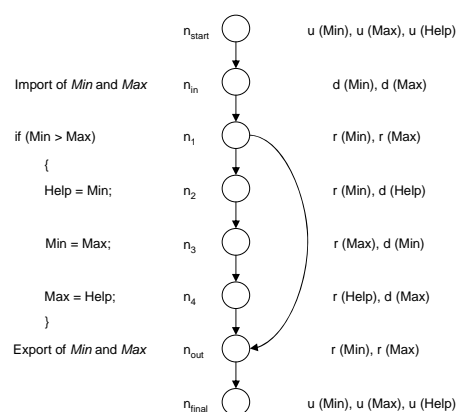 n_start u (Min), u (Max), u (Help)
Import of Min and Max n_in d (Min), d (Max)
if (Min > Max) n_1 r (Min), r (Max)
{
Help = Min; n_2 r (Min), d (Help)
Min = Max; n_3 r (Max), d (Min)
Max = Help; n_4 r (Help), d (Max)
}
Export of Min and Max n_out r (Min), r (Max)
n_final u (Min), u (Max), u (Help)